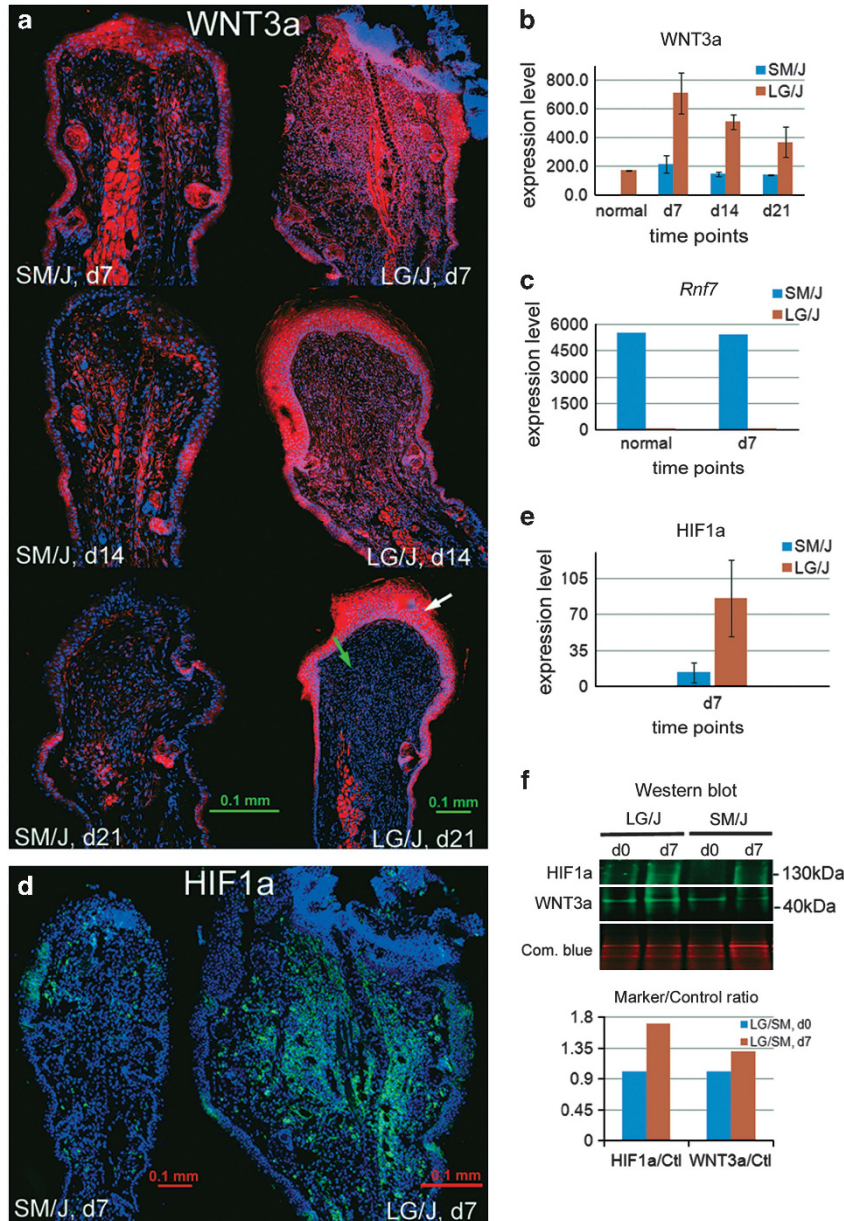 a
WNT3a
SM/J, d7
LG/J, d7
SM/J, d14
LG/J, d14
0.1 mm
0.1 mm
SM/J, d21
LG/J, d21
d
HIF1a
0.1 mm
0.1 mm
SM/J, d7
LG/J, d7
b
WNT3a
SM/J
LG/J
expression level
800.0
600.0
400.0
200.0
0.0
normal d7 d14 d21
time points
c
Rnf7
SM/J
LG/J
expression level
6000
4500
3000
1500
0
normal d7
time points
e
HIF1a
SM/J
LG/J
expression level
105
70
35
0
d7
time points
f
Western blot
LG/J SM/J
d0 d7 d0 d7
HIF1a -130kDa
WNT3a -40kDa
Com. blue
Marker/Control ratio
LG/SM, d0
LG/SM, d7
1.8
1.35
0.9
0.45
0
HIF1a/Ctl WNT3a/Ctl